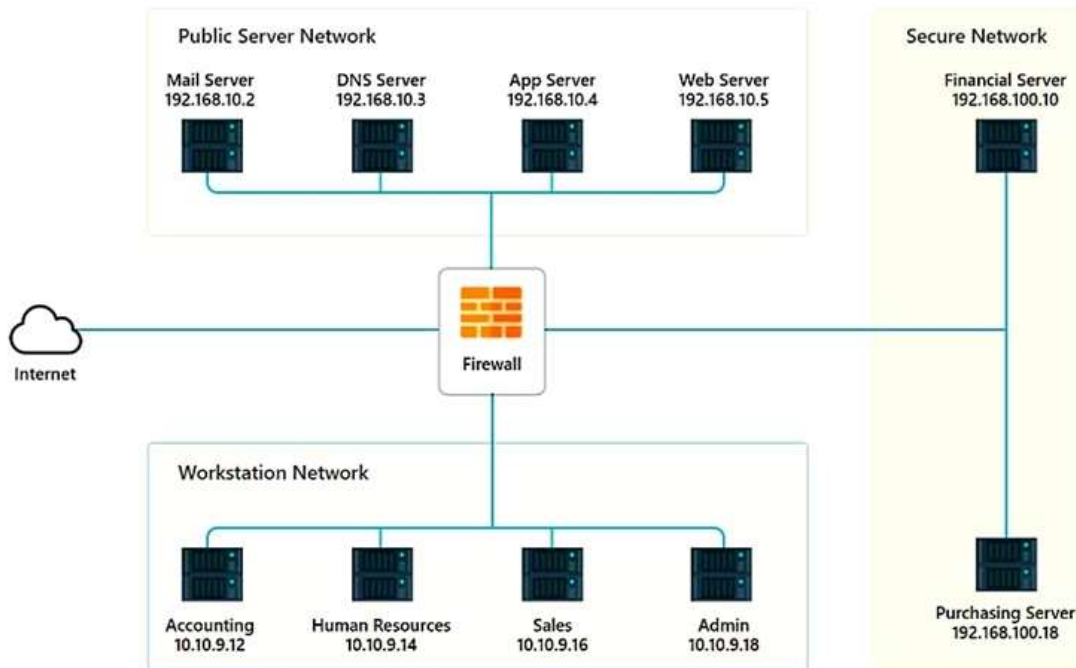 Public Server Network
Secure Network
Mail Server
192.168.10.2
DNS Server
192.168.10.3
App Server
192.168.10.4
Web Server
192.168.10.5
Financial Server
192.168.100.10
Firewall
Internet
Workstation Network
Accounting
10.10.9.12
Human Resources
10.10.9.14
Sales
10.10.9.16
Admin
10.10.9.18
Purchasing Server
192.168.100.18